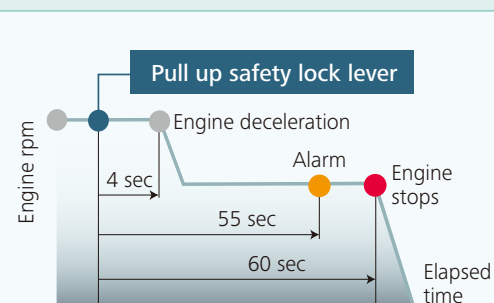 Pull up safety lock lever
Engine deceleration
Engine rpm
Alarm
Engine
stops
4 sec
55 sec
60 sec
Elapsed
time